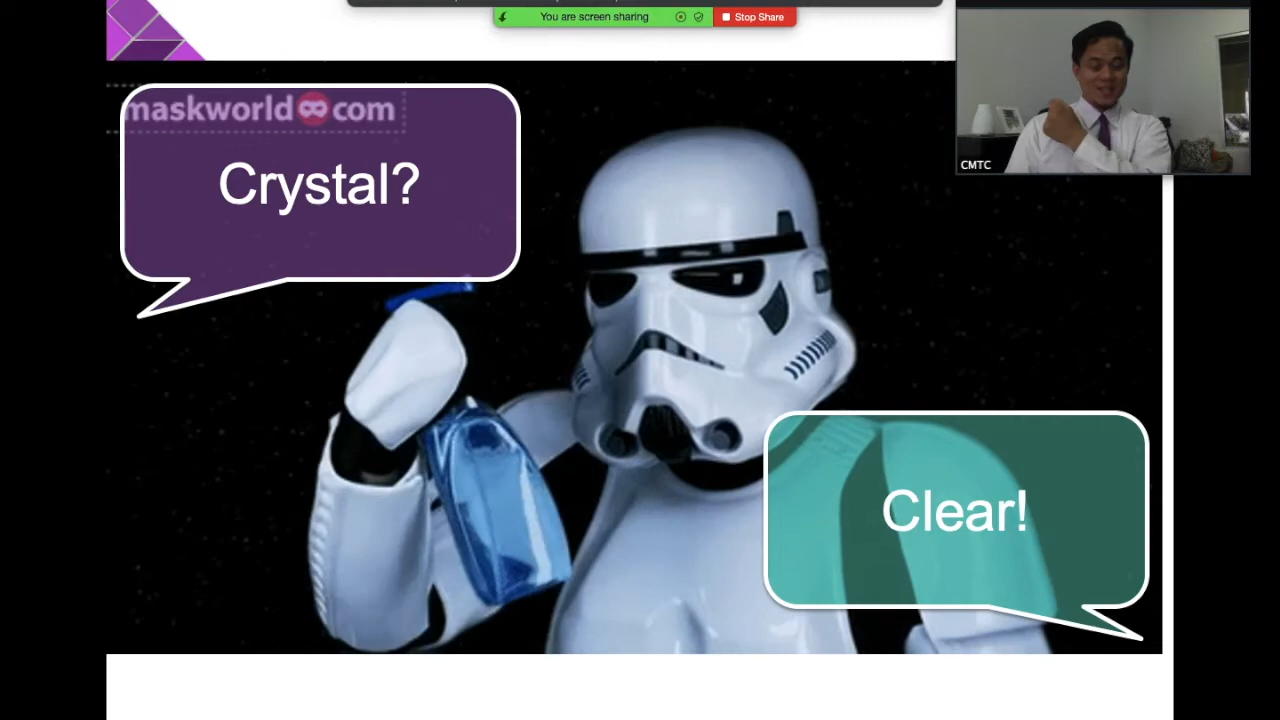 You are screen sharing
Stop Share
maskworld com
CMTC
Crystal?
Clear!